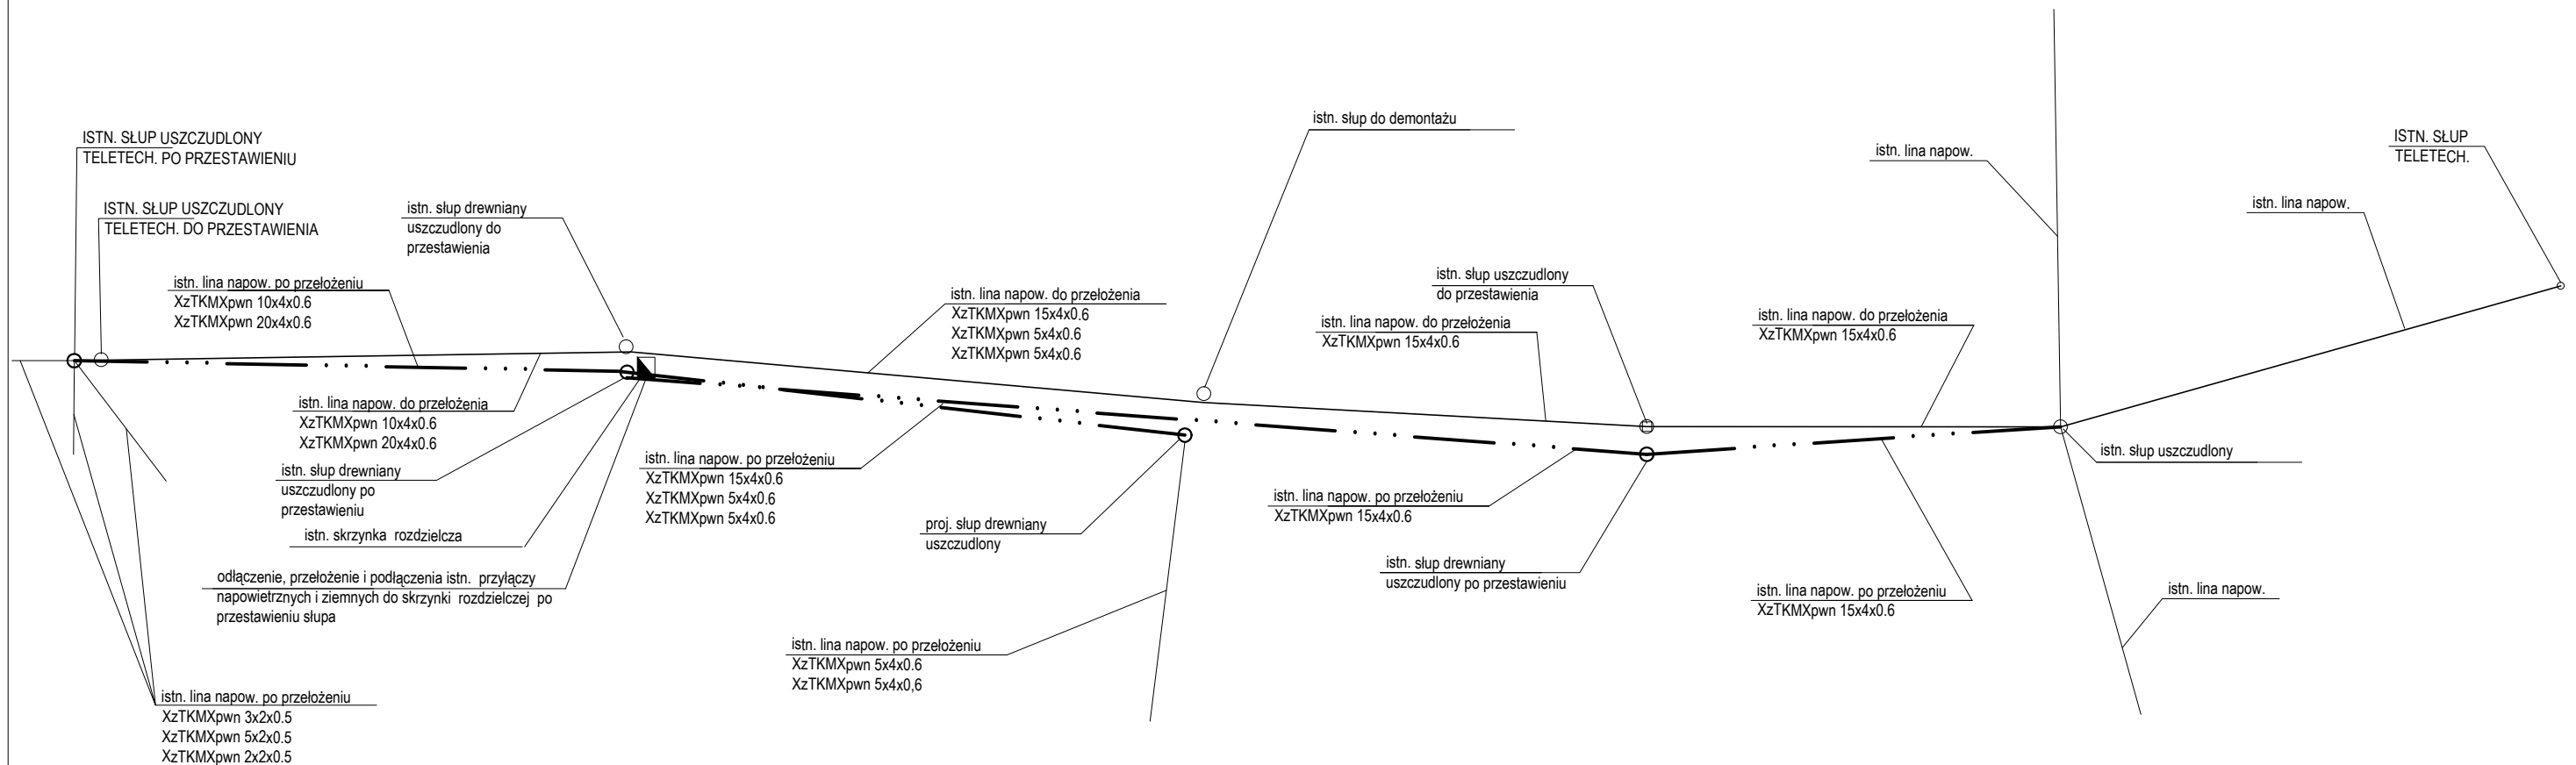 ISTN. SŁUP USZCZUDLONY
TELETECH. PO PRZESTAWIENIU
ISTN. SŁUP USZCZUDLONY
TELETECH. DO PRZESTAWIENIA
istn. lina napow. po przełożeniu
XzTKMXpwn 10x4x0.6
XzTKMXpwn 20x4x0.6
istn. słup drewniany
uszczudlony do
przestawienia
istn. lina napow. do przełożenia
XzTKMXpwn 10x4x0.6
XzTKMXpwn 20x4x0.6
istn. słup drewniany
uszczudlony po
przestawieniu
istn. skrzynka rozdzielcza
odłączenie, przełożenie i podłączenia istn. przyłączy
napowietrznych i ziemnych do skrzynki rozdzielczej po
przestawieniu słupa
istn. lina napow. po przełożeniu
XzTKMXpwn 3x2x0.5
XzTKMXpwn 5x2x0.5
XzTKMXpwn 2x2x0.5
istn. lina napow. do przełożenia
XzTKMXpwn 15x4x0.6
XzTKMXpwn 5x4x0.6
XzTKMXpwn 5x4x0.6
istn. lina napow. po przełożeniu
XzTKMXpwn 15x4x0.6
XzTKMXpwn 5x4x0.6
XzTKMXpwn 5x4x0.6
proj. słup drewniany
uszczudlony
istn. lina napow. po przełożeniu
XzTKMXpwn 5x4x0.6
XzTKMXpwn 5x4x0,6
istn. słup do demontażu
istn. słup uszczudlony
do przestawienia
istn. lina napow. do przełożenia
XzTKMXpwn 15x4x0.6
istn. lina napow. po przełożeniu
XzTKMXpwn 15x4x0.6
istn. słup drewniany
uszczudlony po przestawieniu
istn. lina napow. do przełożenia
XzTKMXpwn 15x4x0.6
istn. lina napow. po przełożeniu
XzTKMXpwn 15x4x0.6
istn. lina napow.
istn. słup uszczudlony
istn. lina napow.
istn. lina napow.
ISTN. SŁUP
TELETECH.